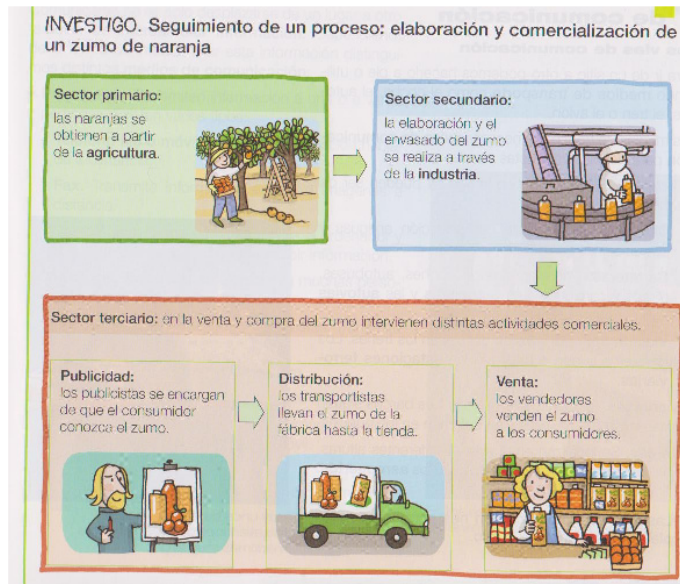 INVESTIGO. Seguimiento de un proceso: elaboración y comercialización de
un zumo de naranja
Sector primario:
las naranjas se
obtienen a partir
de la agricultura.
Sector secundario:
la elaboración y el
envasado del zumo
se realiza a través
de la industria.
Sector terciario: en la venta y compra del zumo intervienen distintas actividades comerciales.
Publicidad:
los publicistas se encargan
de que el consumidor
conozca el zumo.
Distribución:
los transportistas
llevan el zumo de la
fábrica hasta la tienda.
Venta:
los vendedores
venden el zumo
a los consumidores.